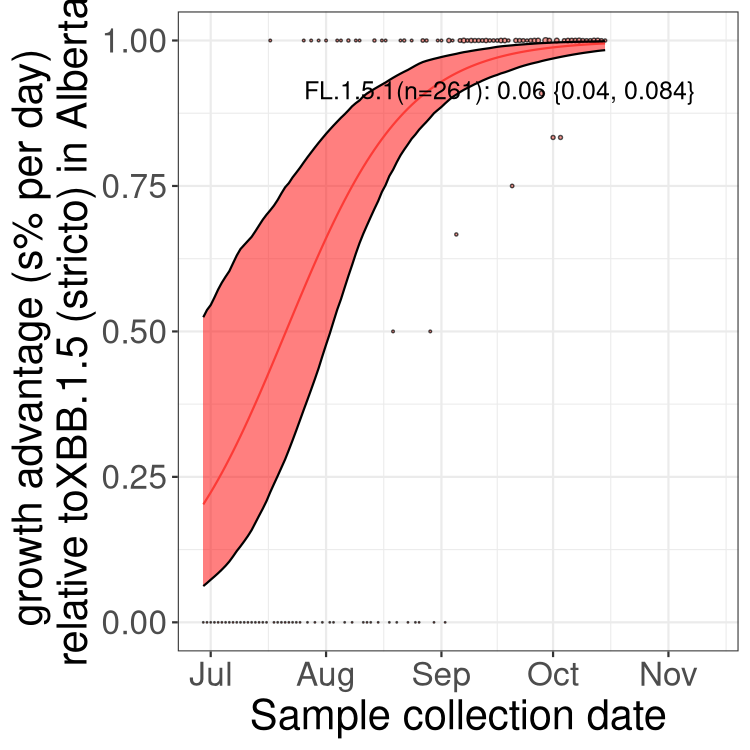 growth advantage (s% per day)
relative toXBB.1.5 (stricto) in Alberta
1.00
0.75
0.50
0.25
0.00
FL.1.5.1(n=261): 0.06 {0.04, 0.084}
Jul Aug Sep Oct Nov
Sample collection date